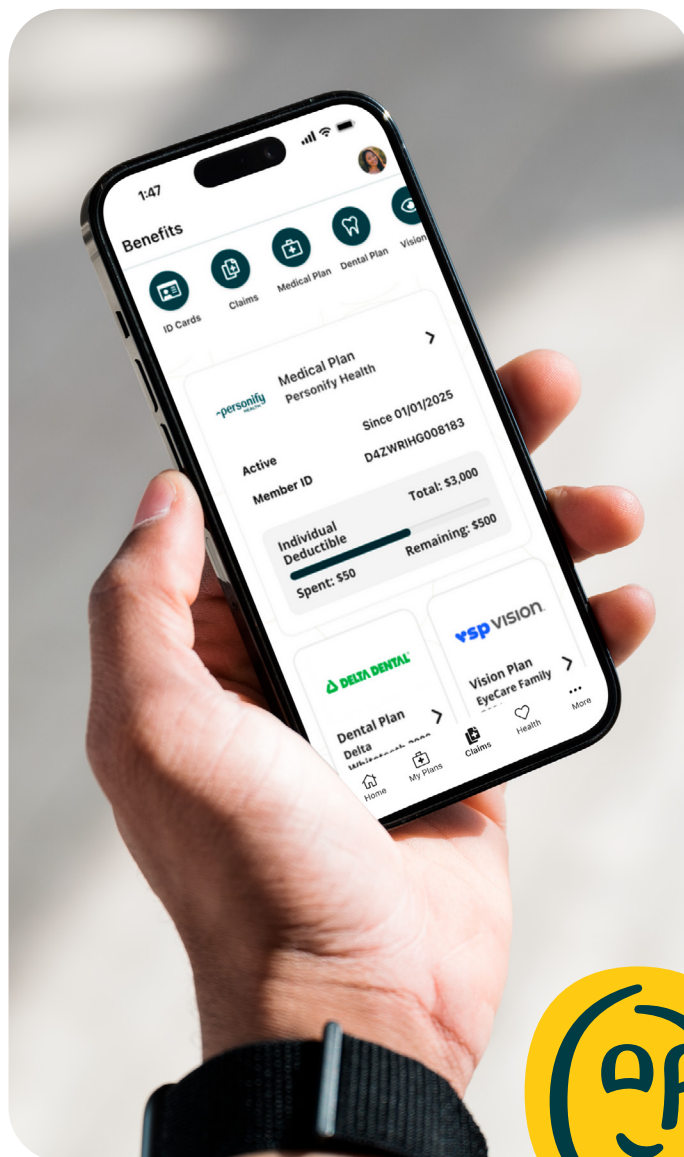 1:47
Benefits
ID Cards
Claims
Medical Plan
Dental Plan
Vision
~personify
HEALTH
Medical Plan
Personify Health
Active
Since 01/01/2025
Member ID
D4ZWRIHG008183
Individual
Deductible
Total: $3,000
Spent: $50
Remaining: $500
DELTA DENTAL
Dental Plan
Delta
vsp VISION
Vision Plan
EyeCare Family
Home
My Plans
Claims
Health
More